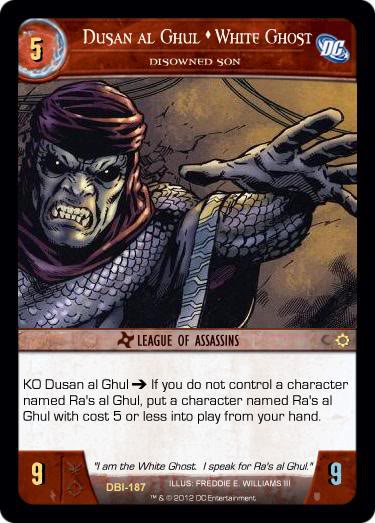 5
DUSAN AL GHUL ♦ WHITE GHOST
DC
DISOWNED SON
LEAGUE OF ASSASSINS
KO Dusan al Ghul ➔ If you do not control a character
named Ra's al Ghul, put a character named Ra's al
Ghul with cost 5 or less into play from your hand.
"I am the White Ghost. I speak for Ra's al Ghul."
9
DBI-187
ILLUS: FREDDIE E. WILLIAMS III
9
™ & © 2012 DC Entertainment